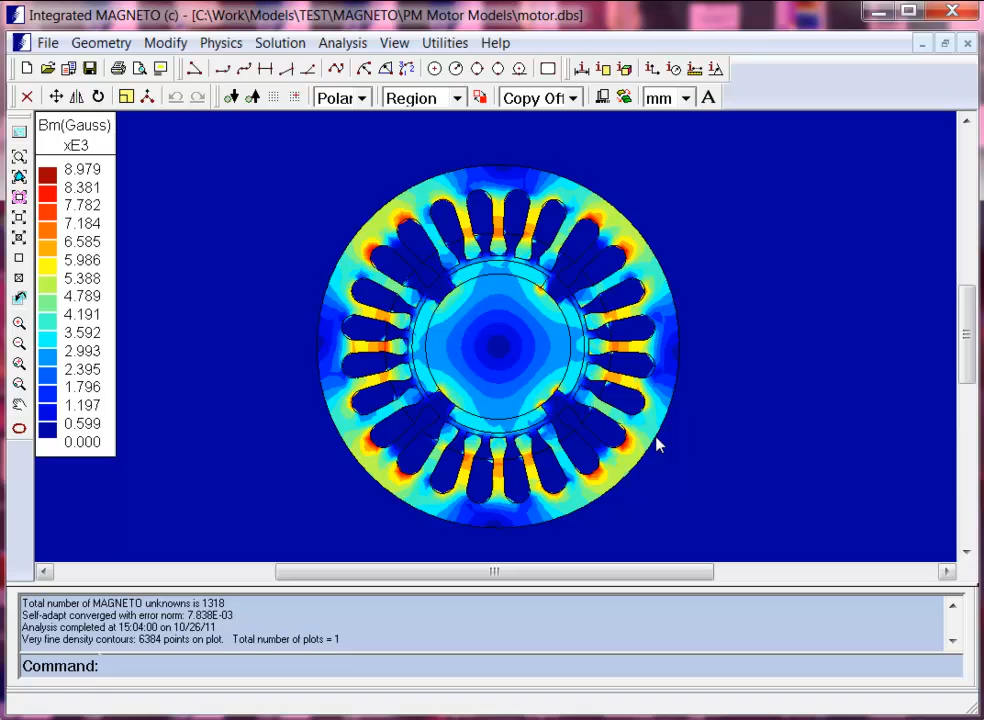 Integrated MAGNETO (c) - [C:\Work\Models\TEST\MAGNETO\PM Motor Models\motor.dbs]
File Geometry Modify Physics Solution Analysis View Utilities Help
Polar Region Copy Off mm A
Bm(Gauss)
xE3
8.979
8.381
7.782
7.184
6.585
5.986
5.388
4.789
4.191
3.592
2.993
2.395
1.796
1.197
0.599
0.000
Total number of MAGNETO unknowns is 1318
Self-adapt converged with error norm: 7.838E-03
Analysis completed at 15:04:00 on 10/26/11
Very fine density contours: 6384 points on plot. Total number of plots = 1
Command: